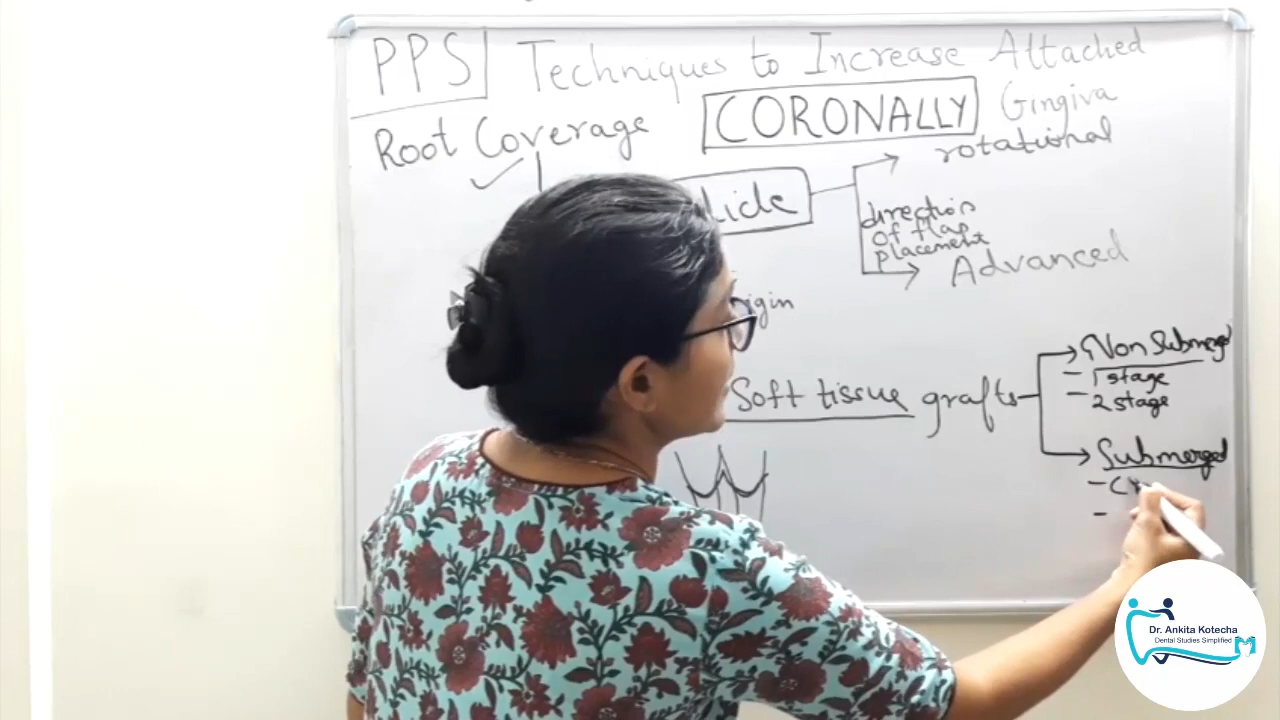 PPS Techniques to Increase Attached
Gingiva
Root Coverage CORONALLY
rotational
direction
of flap
placement
Advanced
Soft tissue grafts
Non Submerged
- 1 stage
- 2 stage
Submerged
Dr. Ankita Kotecha
Dental Studies Simplified